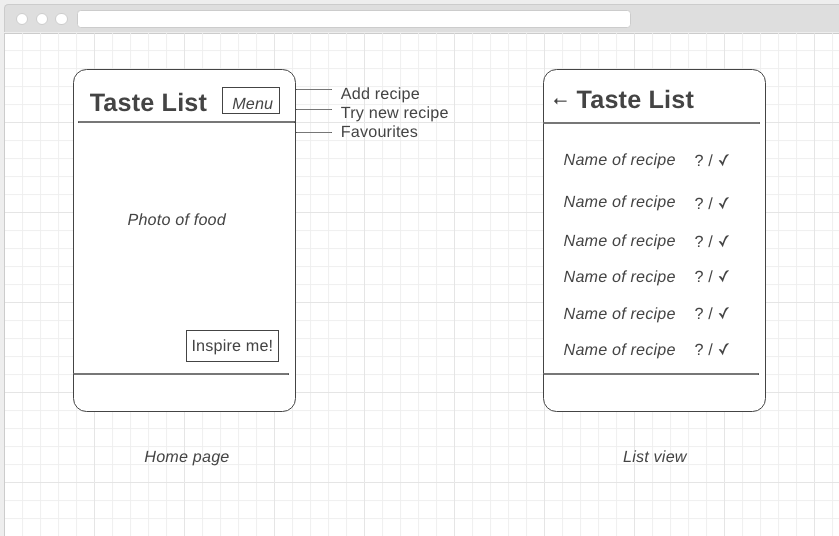 Taste List
Menu
Add recipe
Try new recipe
Favourites
Photo of food
Inspire me!
Home page
← Taste List
Name of recipe ? / ✓
Name of recipe ? / ✓
Name of recipe ? / ✓
Name of recipe ? / ✓
Name of recipe ? / ✓
Name of recipe ? / ✓
List view